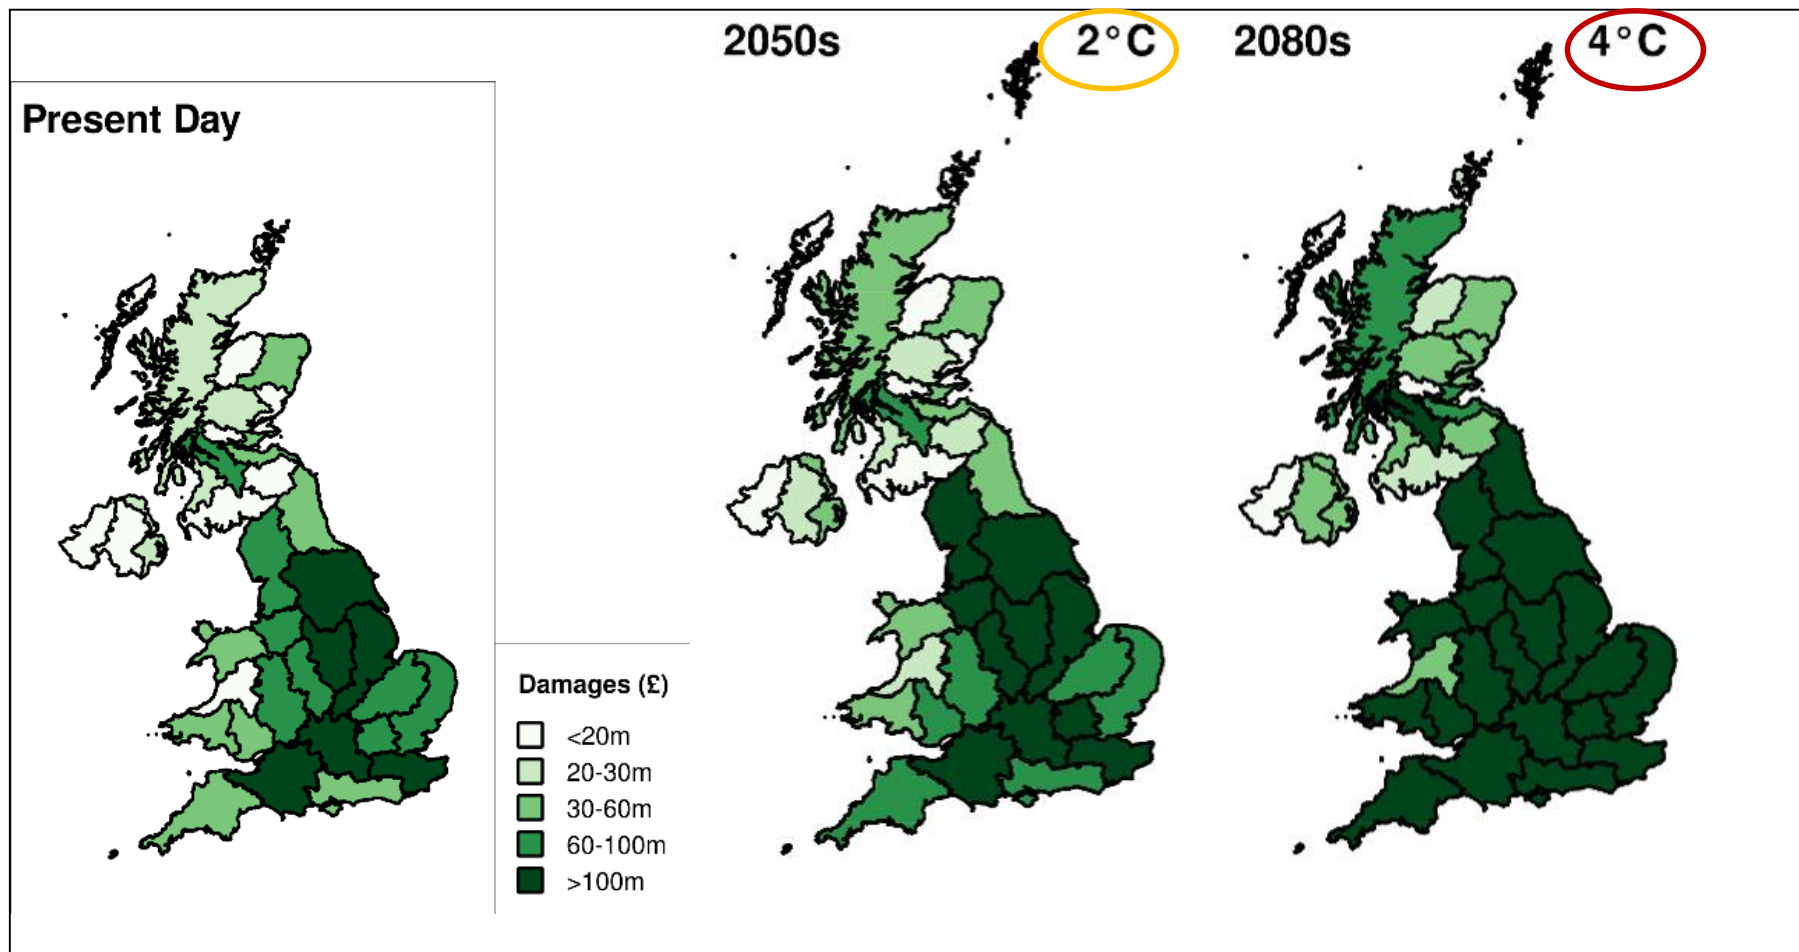 Present Day
2050s
2°C
2080s
4°C
Damages (£)
<20m
20-30m
30-60m
60-100m
>100m